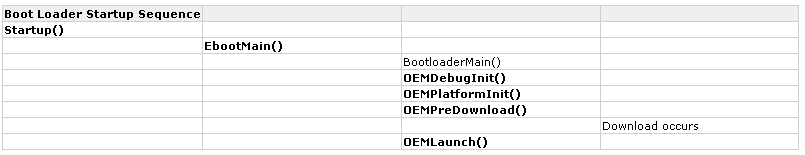 Boot Loader Startup Sequence
Startup()
EbootMain()
BootloaderMain()
OEMDebugInit()
OEMPlatformInit()
OEMPreDownload()
Download occurs
OEMLaunch()